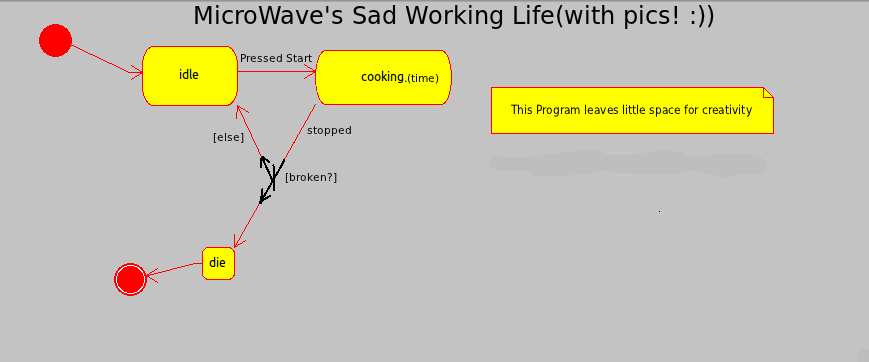 MicroWave's Sad Working Life(with pics! :))
Pressed Start
idle
cooking.(time)
This Program leaves little space for creativity
stopped
[else]
[broken?]
die